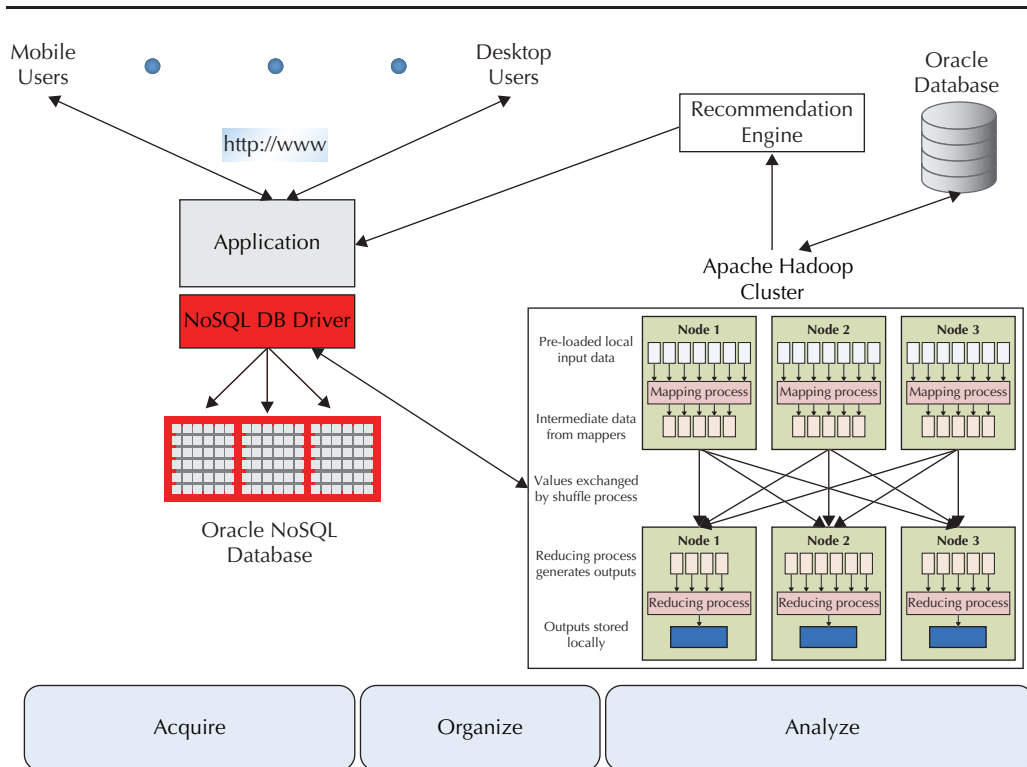 Mobile
Users
Desktop
Users
http://www
Application
NoSQL DB Driver
Oracle NoSQL
Database
Recommendation
Engine
Oracle
Database
Apache Hadoop
Cluster
Pre-loaded local
input data
Intermediate data
from mappers
Values exchanged
by shuffle process
Reducing process
generates outputs
Outputs stored
locally
Node 1
Node 2
Node 3
Mapping process
Mapping process
Mapping process
Node 1
Node 2
Node 3
Reducing process
Reducing process
Reducing process
Acquire
Organize
Analyze